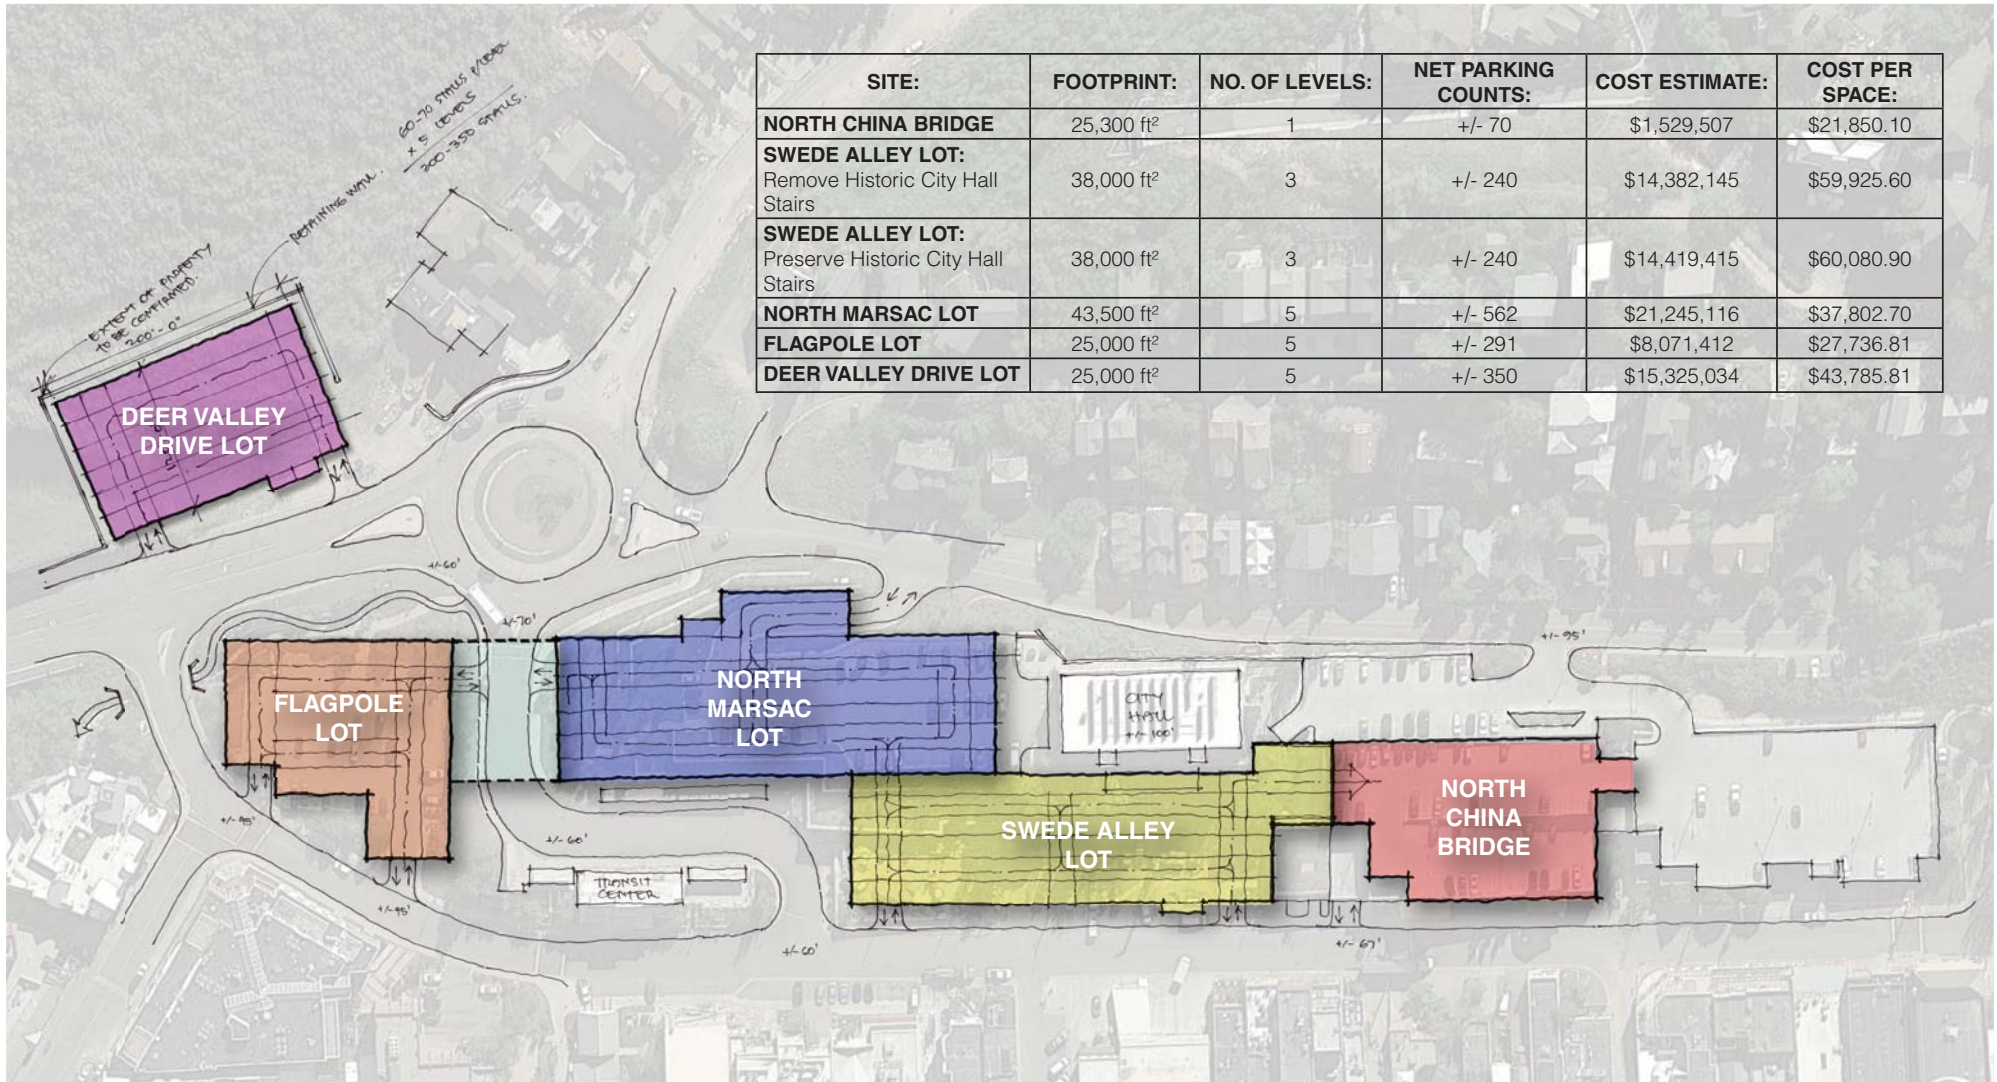 SITE: FOOTPRINT: NO. OF LEVELS: NET PARKING COUNTS: COST ESTIMATE: COST PER SPACE:
NORTH CHINA BRIDGE 25,300 ft² 1 +/- 70 $1,529,507 $21,850.10
SWEDE ALLEY LOT:
Remove Historic City Hall
Stairs
38,000 ft² 3 +/- 240 $14,382,145 $59,925.60
SWEDE ALLEY LOT:
Preserve Historic City Hall
Stairs
38,000 ft² 3 +/- 240 $14,419,415 $60,080.90
NORTH MARSAC LOT 43,500 ft² 5 +/- 562 $21,245,116 $37,802.70
FLAGPOLE LOT 25,000 ft² 5 +/- 291 $8,071,412 $27,736.81
DEER VALLEY DRIVE LOT 25,000 ft² 5 +/- 350 $15,325,034 $43,785.81
60-70 STALLS P/LEVEL
x 5 LEVELS
300-350 STALLS.
RETAINING WALL.
EXTENT OF PROPERTY
TO BE CONFIRMED.
200'-0"
DEER VALLEY
DRIVE LOT
+/-60'
+/-70'
+/-95'
FLAGPOLE
LOT
NORTH
MARSAC
LOT
CITY
HALL
+/- 100'
NORTH
CHINA
BRIDGE
SWEDE ALLEY
LOT
+/-45'
+/-60'
TRANSIT
CENTER
+/-45'
+/-60'
+/-67'